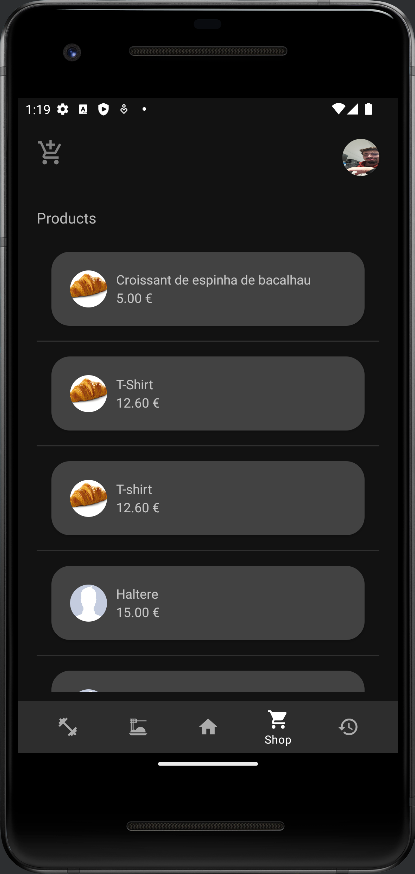 1:19
Products
Croissant de espinha de bacalhau
5.00 €
T-Shirt
12.60 €
T-shirt
12.60 €
Haltere
15.00 €
Shop